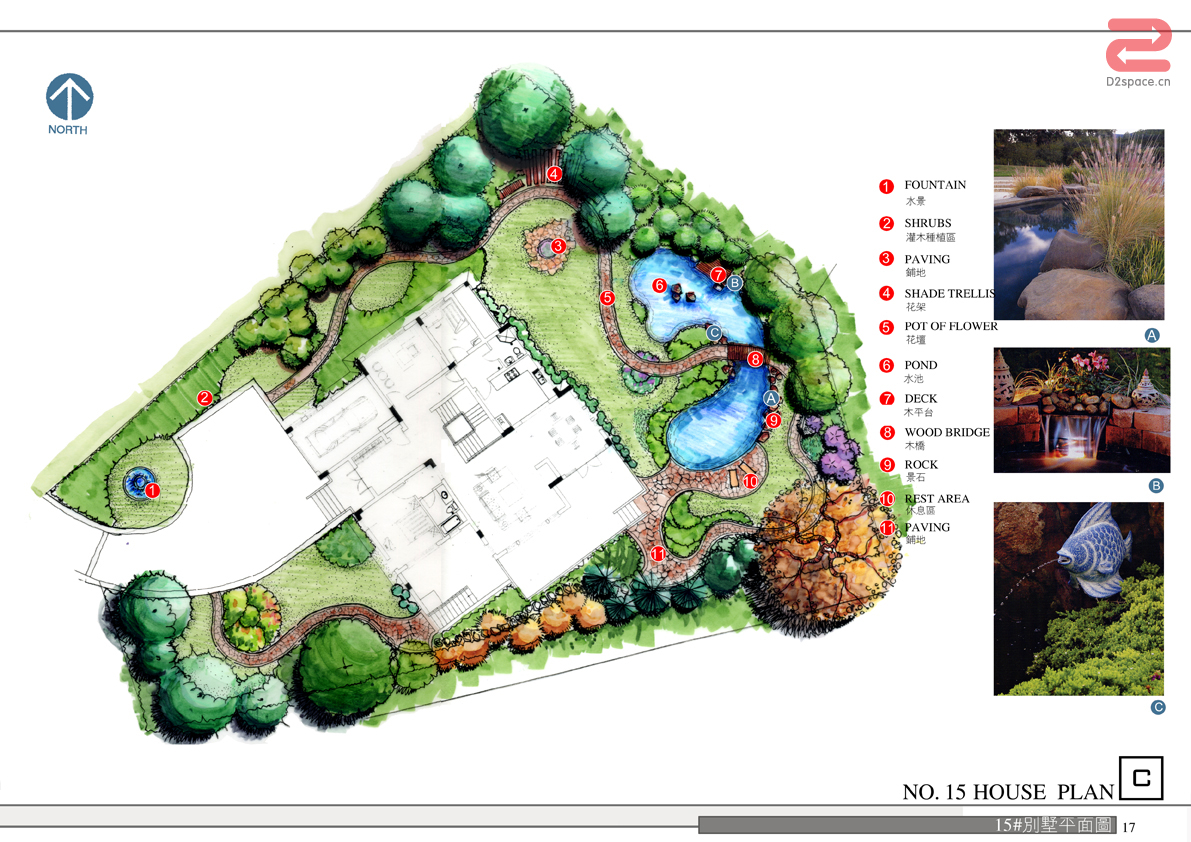 D2space.cn
NORTH
1 FOUNTAIN
水景
2 SHRUBS
灌木種植區
3 PAVING
鋪地
4 SHADE TRELLIS
花架
5 POT OF FLOWER
花壇
6 POND
水池
7 DECK
木平台
8 WOOD BRIDGE
木橋
9 ROCK
景石
10 REST AREA
休息區
11 PAVING
鋪地
4
3
7
6
B
5
C
8
2
A
9
10
1
11
A
B
C
NO. 15 HOUSE PLAN C
15#別墅平面圖 17